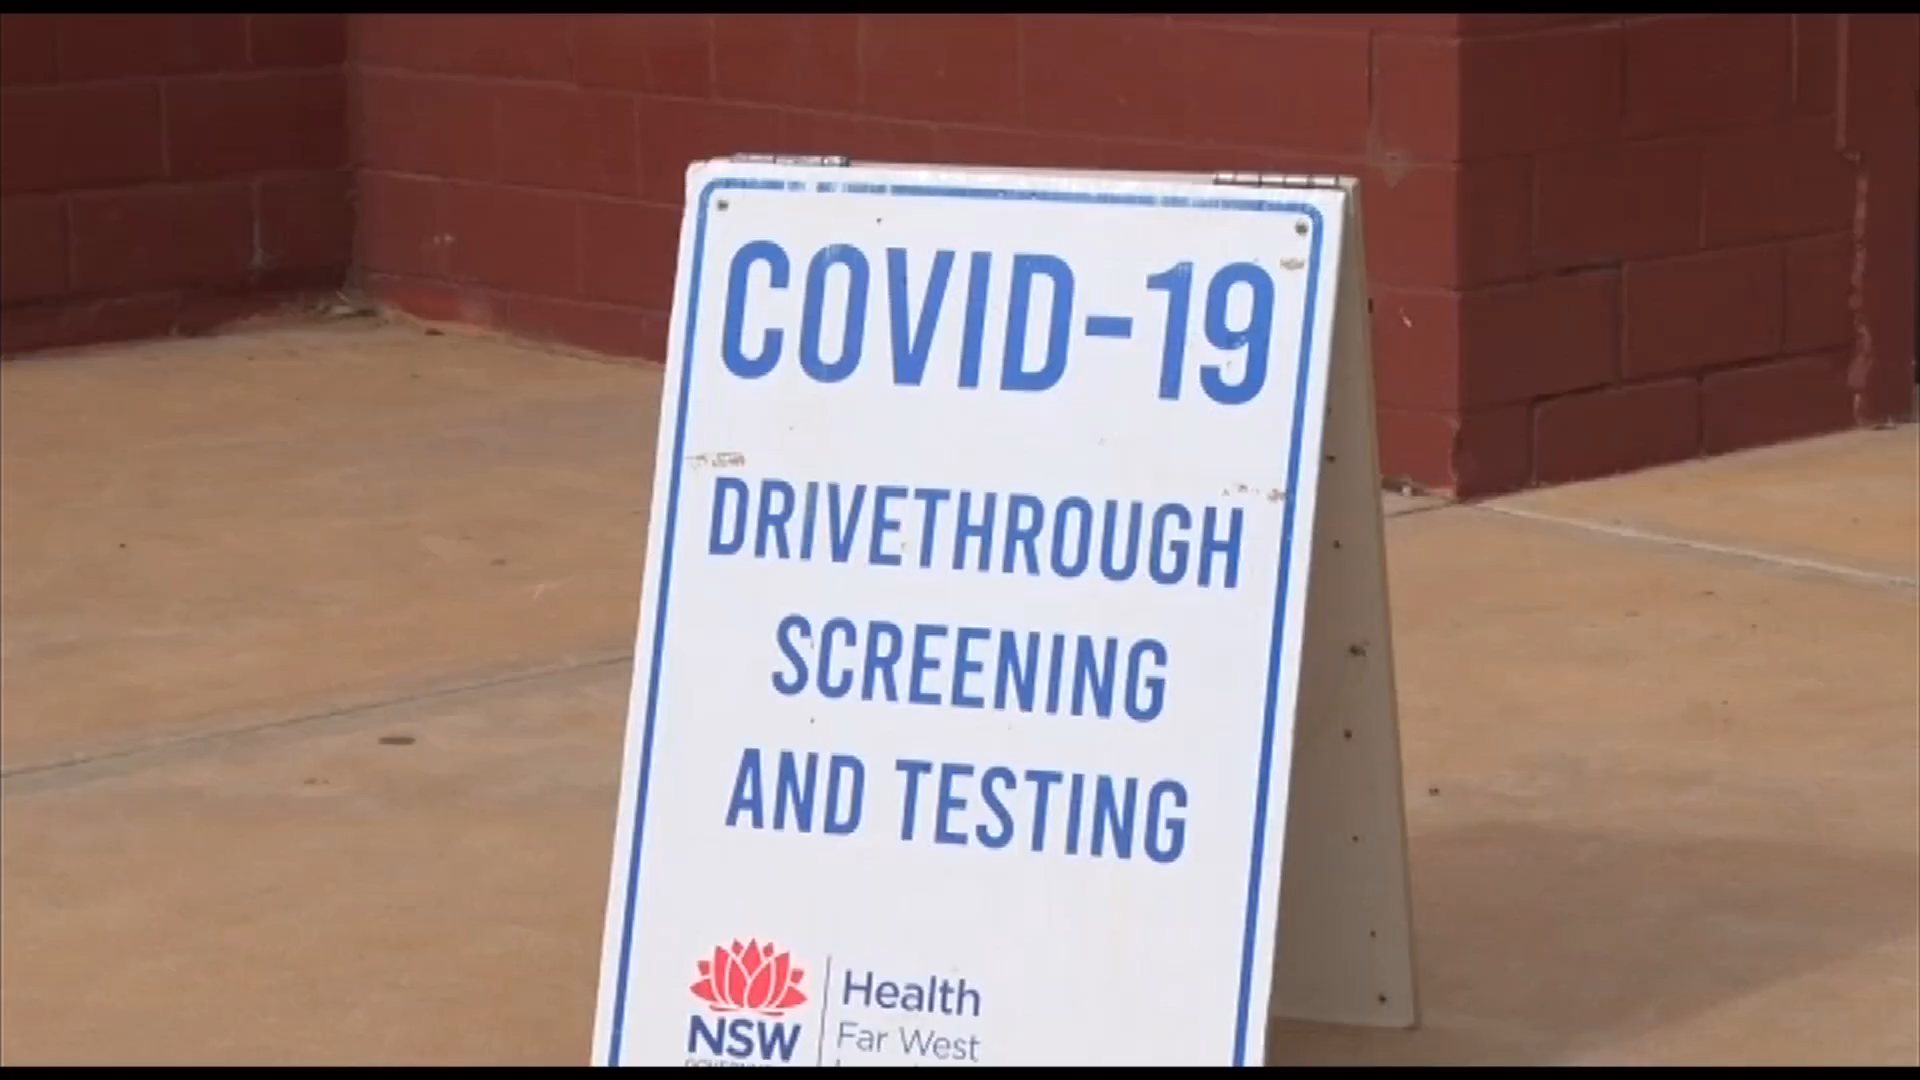 COVID-19
DRIVETHROUGH
SCREENING
AND TESTING
NSW
Health
Far West